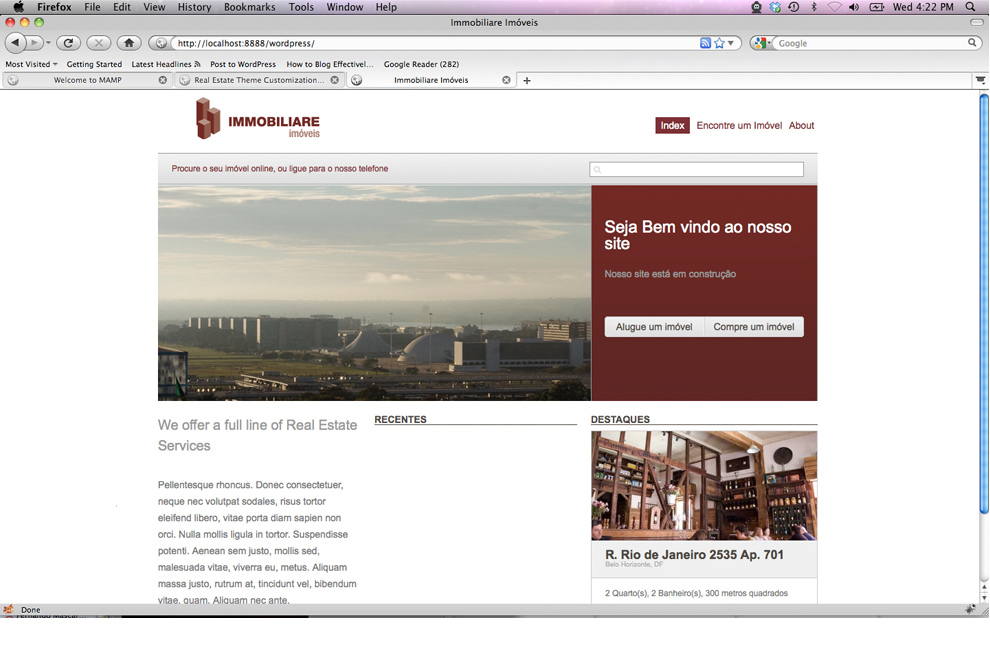 Firefox File Edit View History Bookmarks Tools Window Help Wed 4:22 PM
Immobiliare Imóveis
http://localhost:8888/wordpress/ Google
Most Visited Getting Started Latest Headlines Post to WordPress How to Blog Effectivel... Google Reader (282)
Welcome to MAMP Real Estate Theme Customization... Immobiliare Imóveis
IMMOBILIARE
imóveis
Index Encontre um Imóvel About
Procure o seu imóvel online, ou ligue para o nosso telefone
Seja Bem vindo ao nosso
site
Nosso site está em construção
Alugue um imóvel Compre um imóvel
We offer a full line of Real Estate
Services
Pellentesque rhoncus. Donec consectetuer,
neque nec volutpat sodales, risus tortor
eleifend libero, vitae porta diam sapien non
orci. Nulla mollis ligula in tortor. Suspendisse
potenti. Aenean sem justo, mollis sed,
malesuada vitae, viverra eu, metus. Aliquam
massa justo, rutrum at, tincidunt vel, bibendum
vitae, quam. Aliquam nec ante.
RECENTES
DESTAQUES
R. Rio de Janeiro 2535 Ap. 701
Belo Horizonte, DF
2 Quarto(s), 2 Banheiro(s), 300 metros quadrados
Done